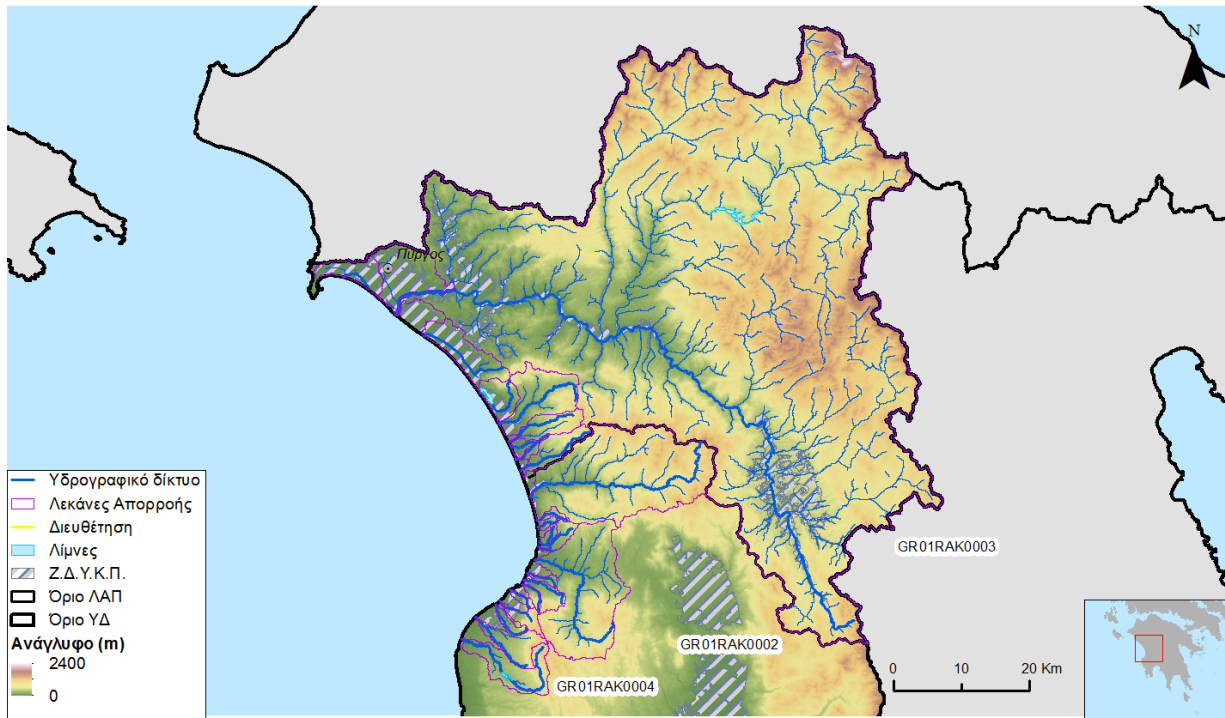 N
Πύργος
Υδρογραφικό δίκτυο
Λεκάνες Απορροής
Διευθέτηση
Λίμνες
Ζ.Δ.Υ.Κ.Π.
Όριο ΛΑΠ
Όριο ΥΔ
Ανάγλυφο (m)
2400
0
GR01RAK0003
GR01RAK0002
GR01RAK0004
0 10 20 Km